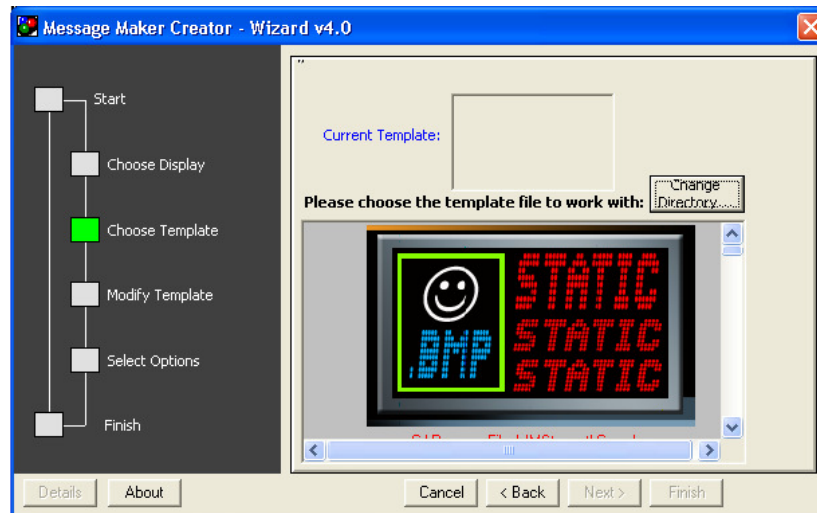 Message Maker Creator - Wizard v4.0
Start
Choose Display
Choose Template
Modify Template
Select Options
Finish
Current Template:
Please choose the template file to work with:
Change
Directory.....
STATIC
.BMP
STATIC
STATIC
Details
About
Cancel
< Back
Next >
Finish